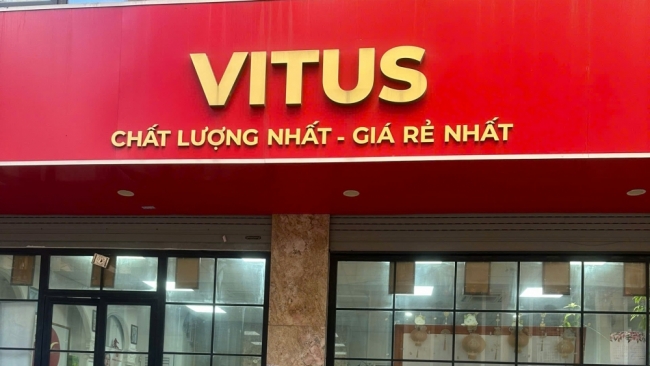 VITUS
CHẤT LƯỢNG NHẤT - GIÁ RẺ NHẤT